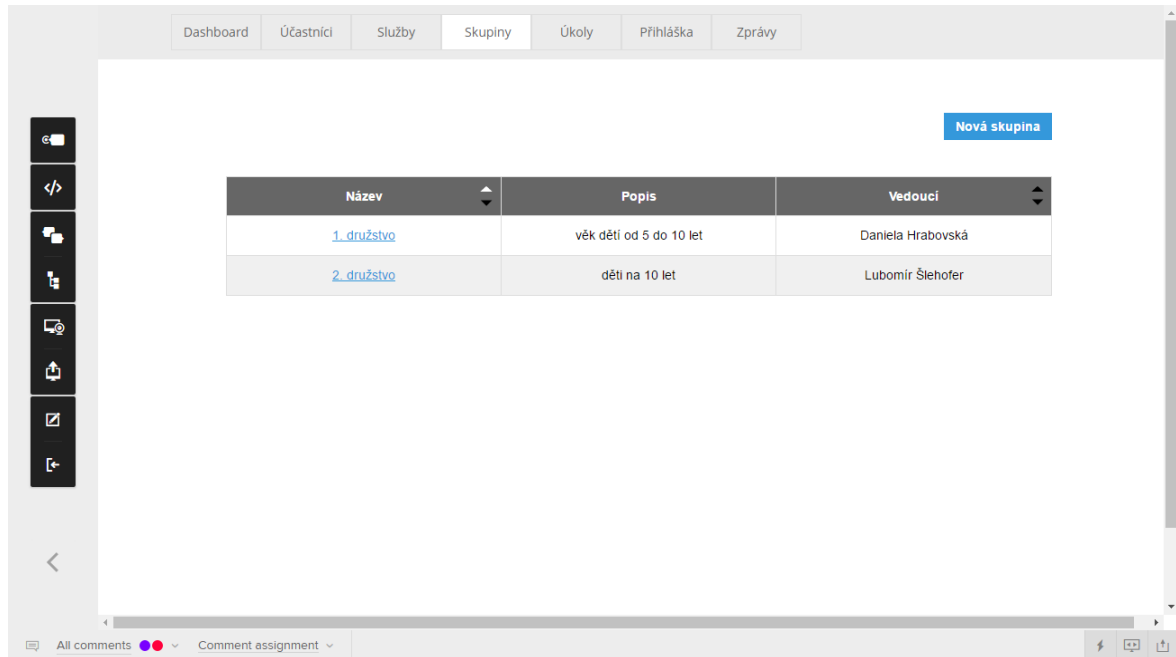 Dashboard Účastníci Služby Skupiny Úkoly Přihláška Zprávy
Nová skupina
Název Popis Vedoucí
1. družstvo věk dětí od 5 do 10 let Daniela Hrabovská
2. družstvo děti na 10 let Lubomír Šlehofer
All comments Comment assignment